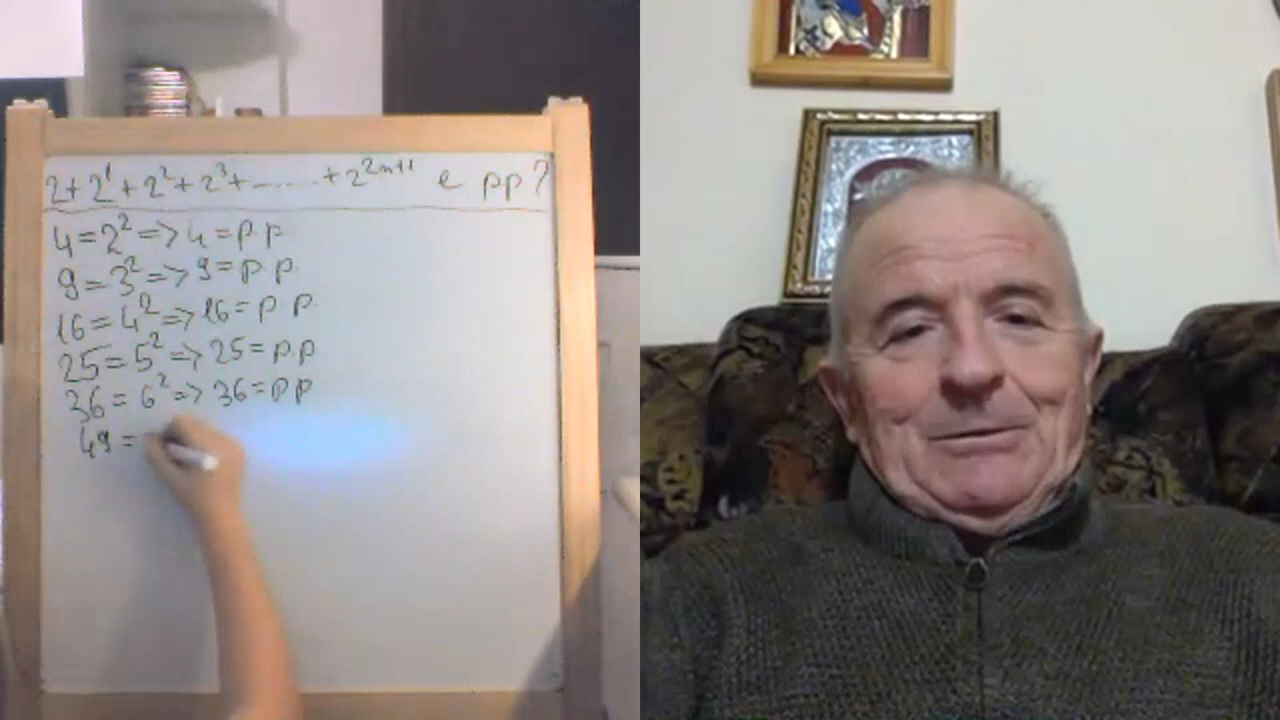 2+2¹+2²+2³+.......+2²ⁿ⁺¹ e pp?
4=2²=>4=p.p
9=3²=>9=p.p.
16=4²=>16=p.p.
25=5²=>25=p.p
36=6²=>36=pp
49=